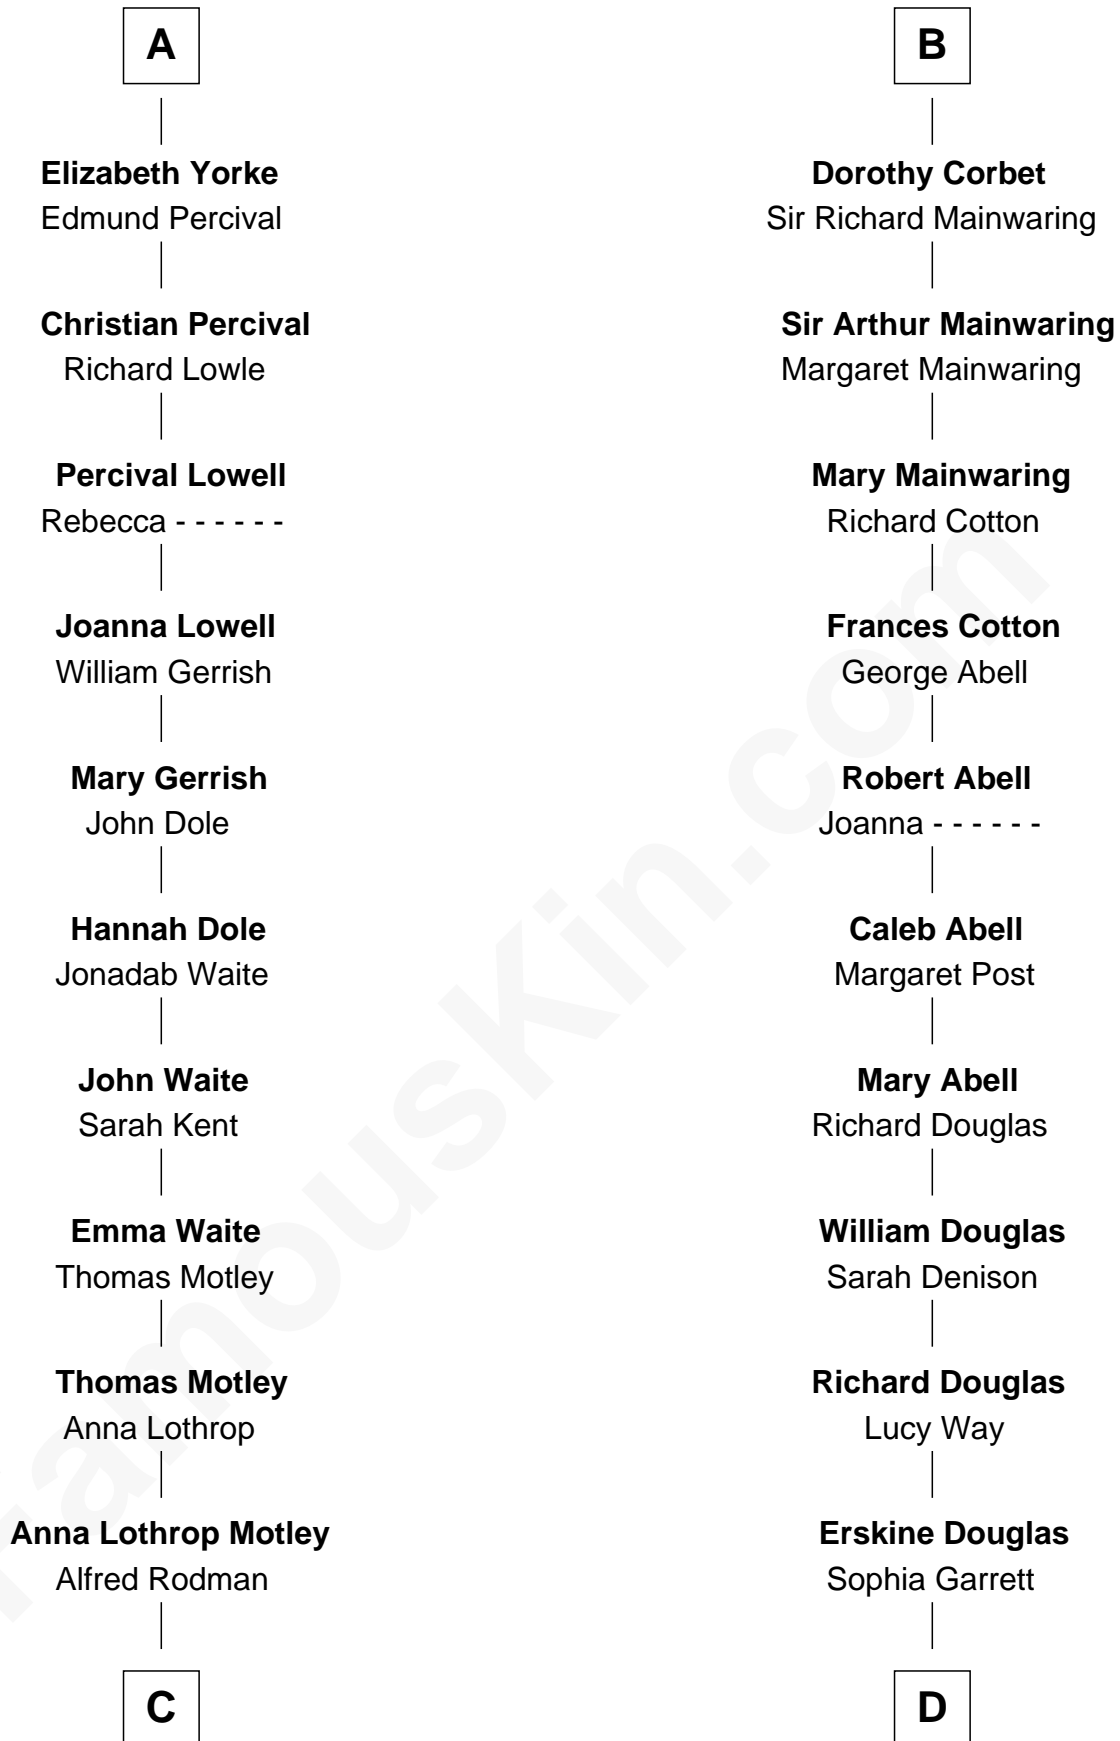 A
Elizabeth Yorke
Edmund Percival
Christian Percival
Richard Lowle
Percival Lowell
Rebecca - - - - - -
Joanna Lowell
William Gerrish
Mary Gerrish
John Dole
Hannah Dole
Jonadab Waite
John Waite
Sarah Kent
Emma Waite
Thomas Motley
Thomas Motley
Anna Lothrop
Anna Lothrop Motley
Alfred Rodman
C
B
Dorothy Corbet
Sir Richard Mainwaring
Sir Arthur Mainwaring
Margaret Mainwaring
Mary Mainwaring
Richard Cotton
Frances Cotton
George Abell
Robert Abell
Joanna - - - - - -
Caleb Abell
Margaret Post
Mary Abell
Richard Douglas
William Douglas
Sarah Denison
Richard Douglas
Lucy Way
Erskine Douglas
Sophia Garrett
D
FamousKin.com